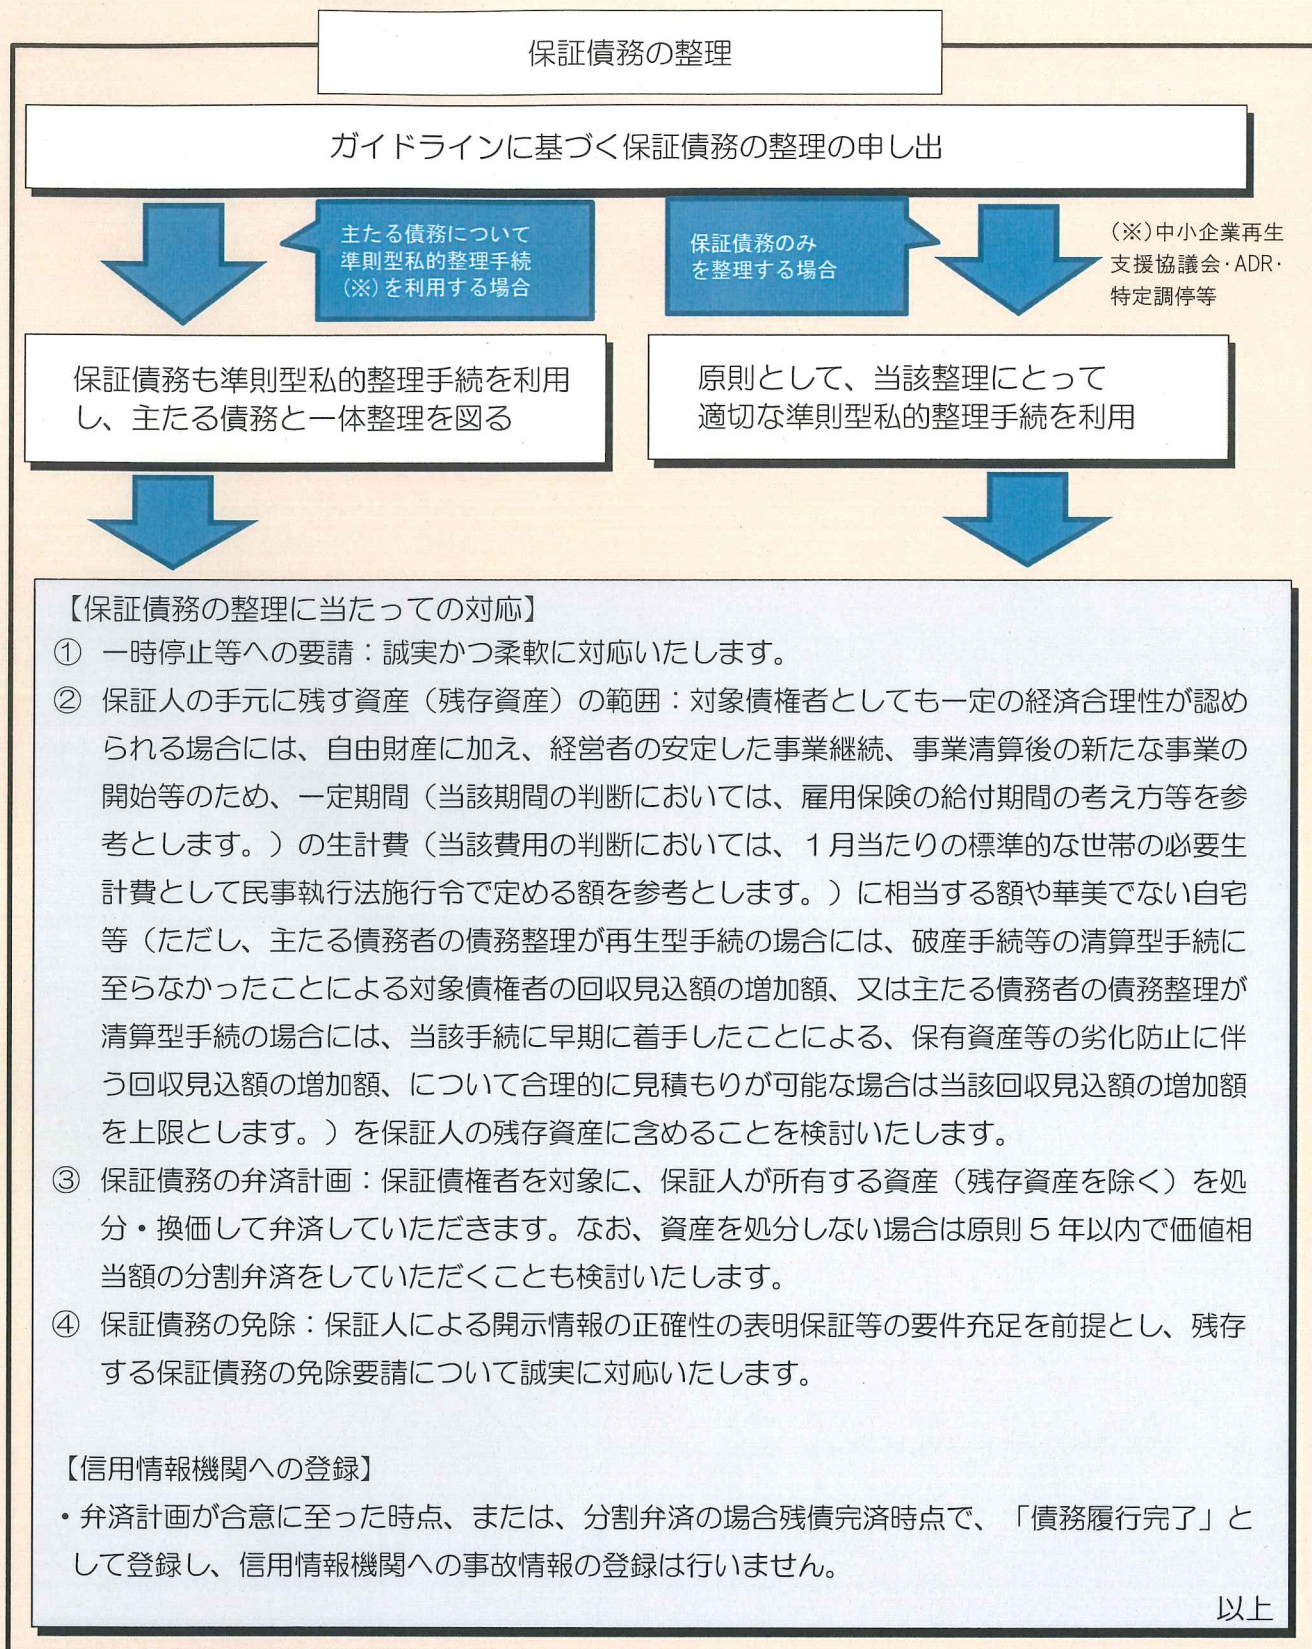 保証債務の整理
ガイドラインに基づく保証債務の整理の申し出
主たる債務について
準則型私的整理手続
(※)を利用する場合
保証債務のみ
を整理する場合
(※)中小企業再生
支援協議会・ADR・
特定調停等
保証債務も準則型私的整理手続を利用
し、主たる債務と一体整理を図る
原則として、当該整理にとって
適切な準則型私的整理手続を利用
【保証債務の整理に当たっての対応】
① 一時停止等への要請：誠実かつ柔軟に対応いたします。
② 保証人の手元に残す資産（残存資産）の範囲：対象債権者としても一定の経済合理性が認め
られる場合には、自由財産に加え、経営者の安定した事業継続、事業清算後の新たな事業の
開始等のため、一定期間（当該期間の判断においては、雇用保険の給付期間の考え方等を参
考とします。）の生計費（当該費用の判断においては、１月当たりの標準的な世帯の必要生
計費として民事執行法施行令で定める額を参考とします。）に相当する額や華美でない自宅
等（ただし、主たる債務者の債務整理が再生型手続の場合には、破産手続等の清算型手続に
至らなかったことによる対象債権者の回収見込額の増加額、又は主たる債務者の債務整理が
清算型手続の場合には、当該手続に早期に着手したことによる、保有資産等の劣化防止に伴
う回収見込額の増加額、について合理的に見積もりが可能な場合は当該回収見込額の増加額
を上限とします。）を保証人の残存資産に含めることを検討いたします。
③ 保証債務の弁済計画：保証債権者を対象に、保証人が所有する資産（残存資産を除く）を処
分・換価して弁済していただきます。なお、資産を処分しない場合は原則５年以内で価値相
当額の分割弁済をしていただくことも検討いたします。
④ 保証債務の免除：保証人による開示情報の正確性の表明保証等の要件充足を前提とし、残存
する保証債務の免除要請について誠実に対応いたします。
【信用情報機関への登録】
・弁済計画が合意に至った時点、または、分割弁済の場合残債完済時点で、「債務履行完了」と
して登録し、信用情報機関への事故情報の登録は行いません。
以上